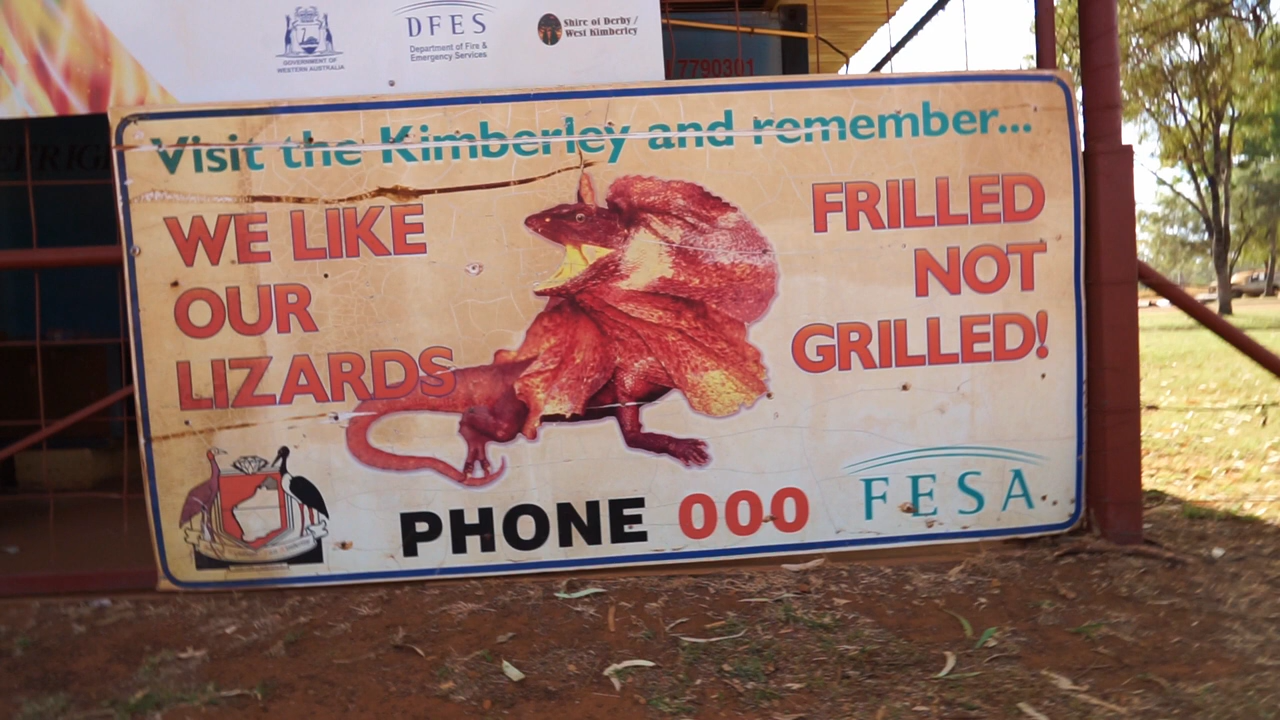 GOVERNMENT OF
WESTERN AUSTRALIA
DFES
Department of Fire &
Emergency Services
Shire of Derby /
West Kimberley
7790301
Visit the Kimberley and remember...
WE LIKE
OUR
LIZARDS
FRILLED
NOT
GRILLED!
PHONE 000
FESA